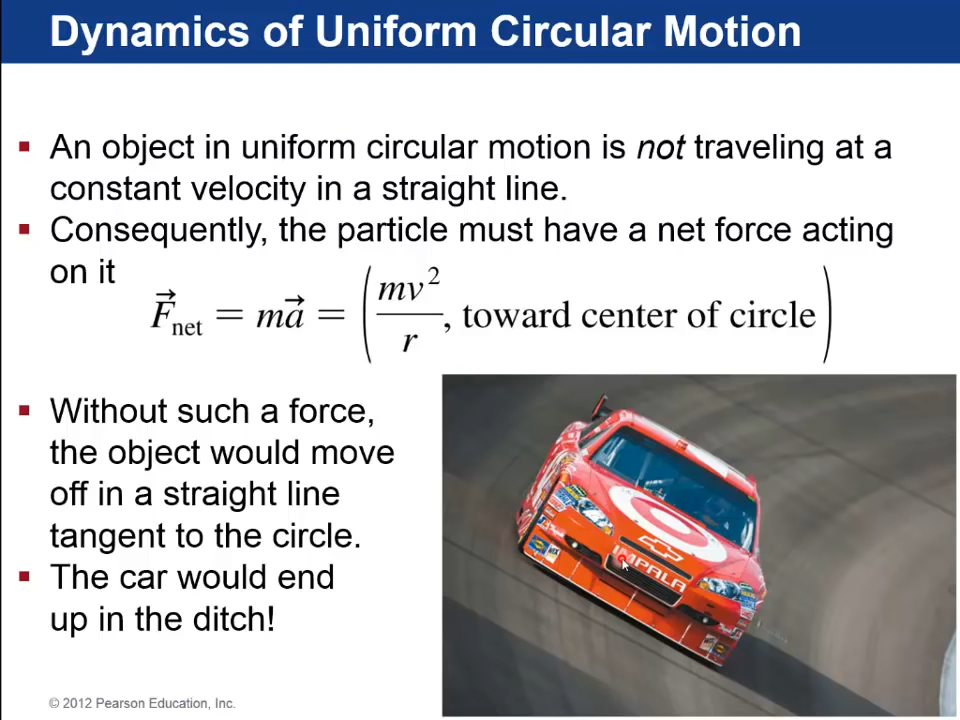 Dynamics of Uniform Circular Motion
▪ An object in uniform circular motion is not traveling at a
constant velocity in a straight line.
▪ Consequently, the particle must have a net force acting
on it
F⃗net = ma⃗ = (mv²/r, toward center of circle)
▪ Without such a force,
the object would move
off in a straight line
tangent to the circle.
▪ The car would end
up in the ditch!
IMPALA
© 2012 Pearson Education, Inc.